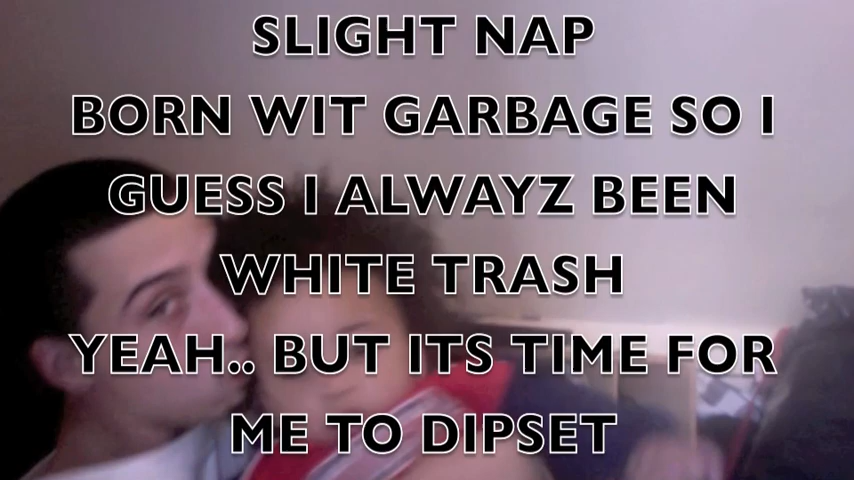 SLIGHT NAP
BORN WIT GARBAGE SO I
GUESS I ALWAYZ BEEN
WHITE TRASH
YEAH.. BUT ITS TIME FOR
ME TO DIPSET